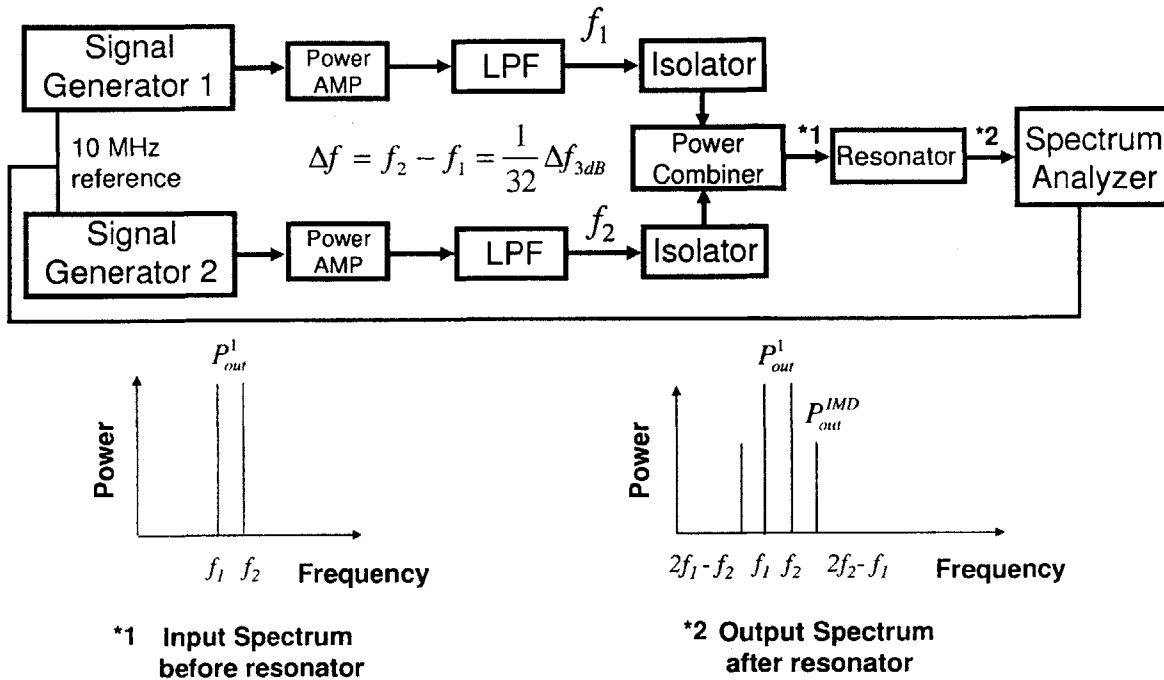 Signal
Generator 1
Power
AMP
LPF
f1
Isolator
10 MHz
reference
Δf = f2 − f1 = 1/32 Δf3dB
Power
Combiner
*1
Resonator
*2
Spectrum
Analyzer
Signal
Generator 2
Power
AMP
LPF
f2
Isolator
P¹out
Power
f1 f2 Frequency
*1 Input Spectrum
before resonator
P¹out
P^IMD out
Power
2f1-f2 f1 f2 2f2-f1 Frequency
*2 Output Spectrum
after resonator